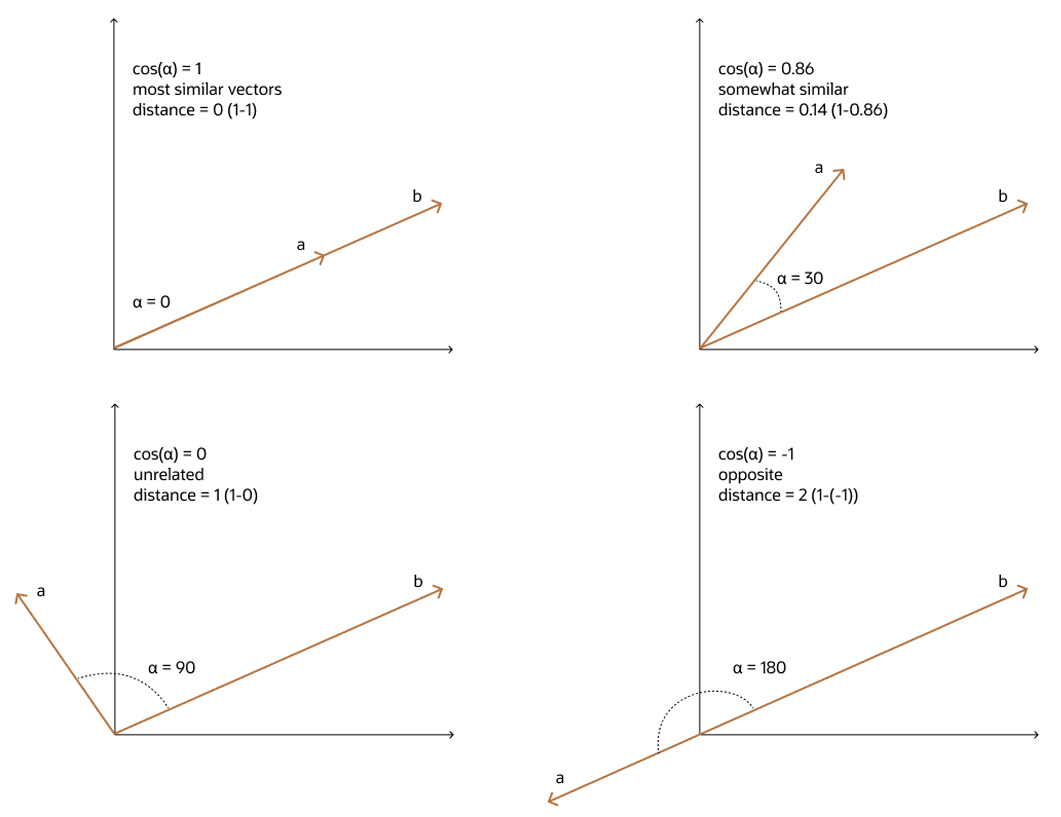 cos(α) = 1
most similar vectors
distance = 0 (1-1)
b
a
α = 0
cos(α) = 0.86
somewhat similar
distance = 0.14 (1-0.86)
a
b
α = 30
cos(α) = 0
unrelated
distance = 1 (1-0)
b
a
α = 90
cos(α) = -1
opposite
distance = 2 (1-(-1))
b
α = 180
a